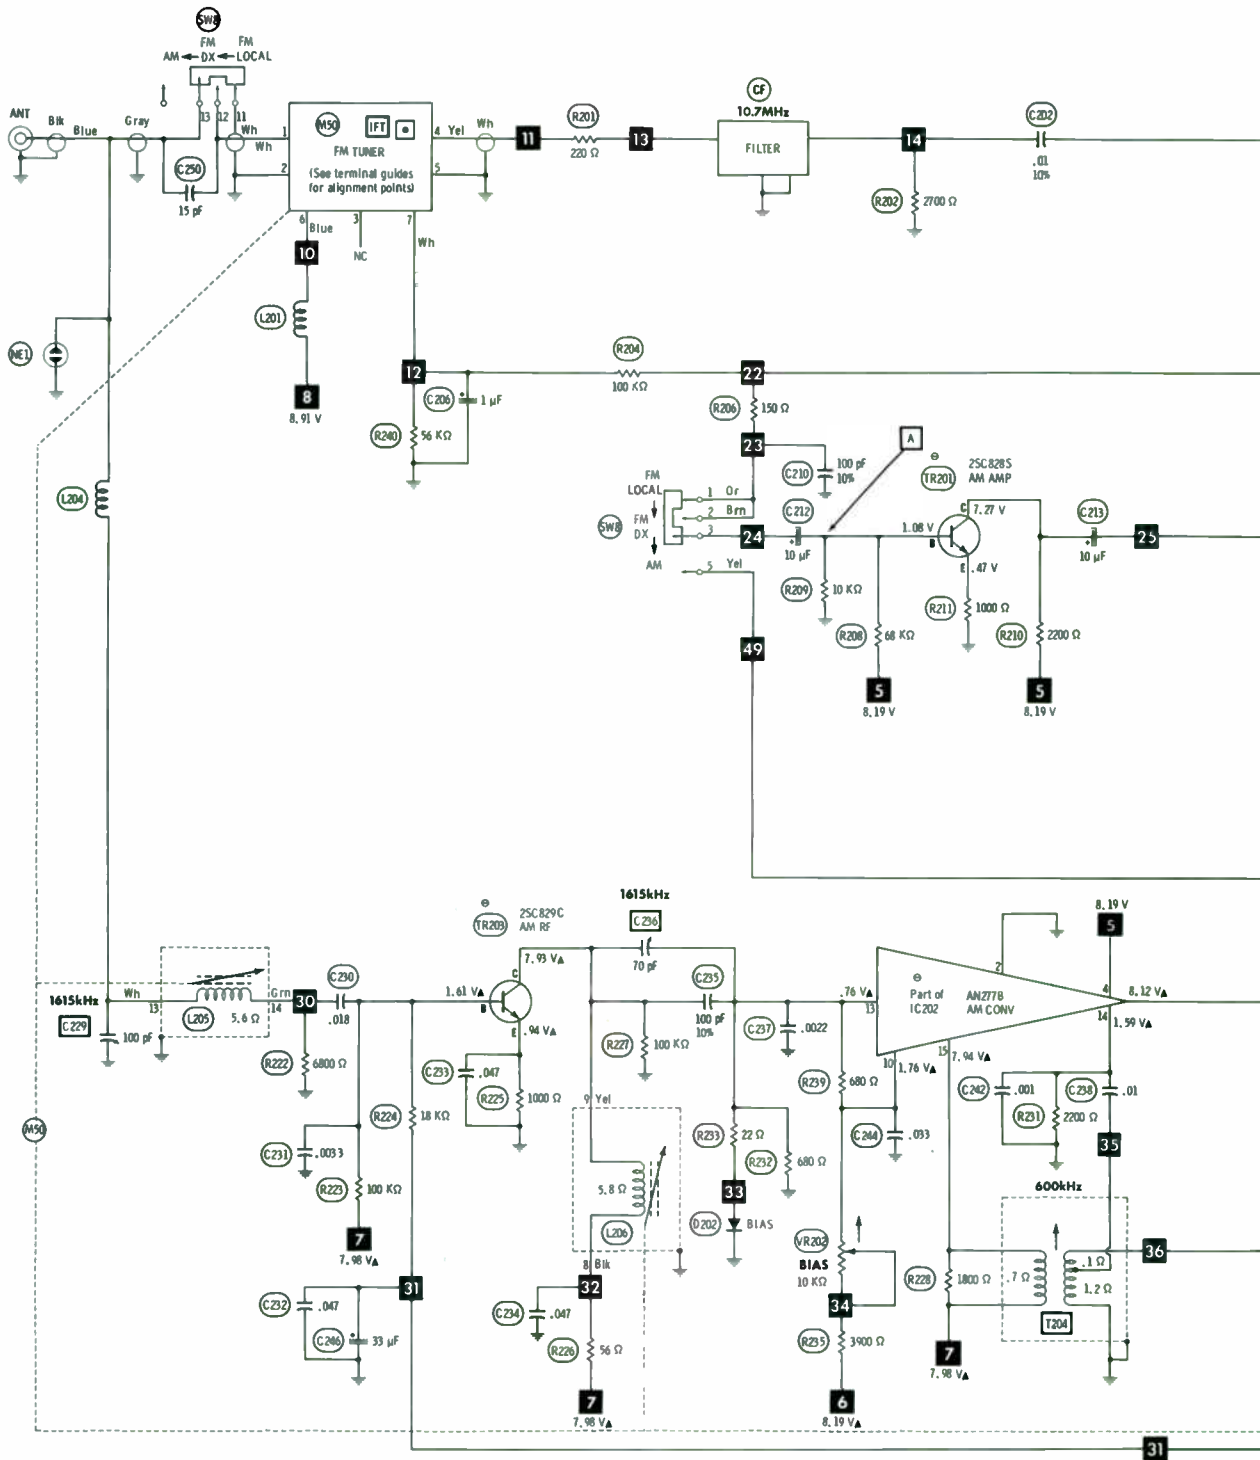 SW8
FM FM
AM DX LOCAL
13 12 11
ANT
Blk
Blue
Gray
Wh
Wh
C250
15 pF
1
2
M50
IFT
FM TUNER
(See terminal guides
for alignment points)
4 Yel
Wh
5
6
Blue
3
NC
7
Wh
11
R201
220 Ω
13
CF
10.7MHz
FILTER
14
R202
2700 Ω
C202
.01
10%
10
L201
8
8.91 V
NE1
12
C206
1 µF
R240
56 KΩ
R204
100 KΩ
22
R206
150 Ω
23
C210
100 pF
10%
A
TR201
2SC828S
AM AMP
FM
LOCAL
FM
DX
AM
SW8
1 Or
2 Brn
3
5 Yel
24
C212
10 µF
R209
10 KΩ
R208
68 KΩ
5
8.19 V
1.08 V
B
C
7.27 V
E
.47 V
R211
1000 Ω
R210
2200 Ω
5
8.19 V
C213
10 µF
25
49
L204
1615kHz
C229
100 pF
Wh
13
L205
5.6 Ω
Grn
14
30
C230
.018
R222
6800 Ω
C231
.0033
R223
100 KΩ
7
7.98 V▲
R224
18 KΩ
31
C232
.047
C246
33 µF
TR203
2SC829C
AM RF
1.61 V▲
B
C
7.93 V▲
E
.94 V▲
C233
.047
R225
1000 Ω
1615kHz
C236
70 pF
C235
100 pF
10%
R227
100 KΩ
9 Yel
5.8 Ω
L206
8 Blk
32
C234
.047
R226
56 Ω
7
7.98 V▲
C237
.0022
R233
22 Ω
R232
680 Ω
33
D202
BIAS
.76 V▲
13
Part of
IC202
AN277B
AM CONV
2
8.19 V
5
4
8.12 V▲
14
1.59 V▲
10
1.76 V▲
15
7.94 V▲
R239
680 Ω
C244
.033
VR202
BIAS
10 KΩ
34
R235
3900 Ω
6
8.19 V▲
C242
.001
R231
2200 Ω
C238
.01
35
600kHz
R228
1800 Ω
.7 Ω
.1 Ω
1.2 Ω
T204
36
7
7.98 V▲
M50
31